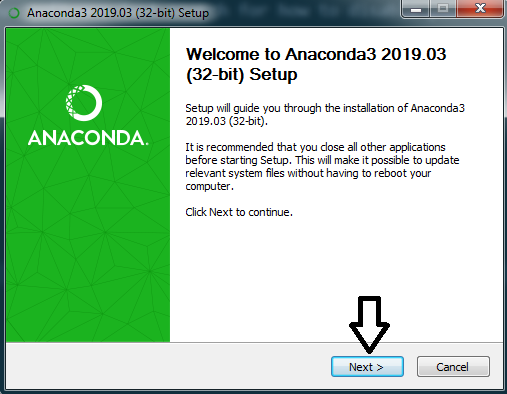 Anaconda3 2019.03 (32-bit) Setup
Welcome to Anaconda3 2019.03
(32-bit) Setup
Setup will guide you through the installation of Anaconda3
2019.03 (32-bit).
It is recommended that you close all other applications
before starting Setup. This will make it possible to update
relevant system files without having to reboot your
computer.
Click Next to continue.
ANACONDA.
Next >
Cancel